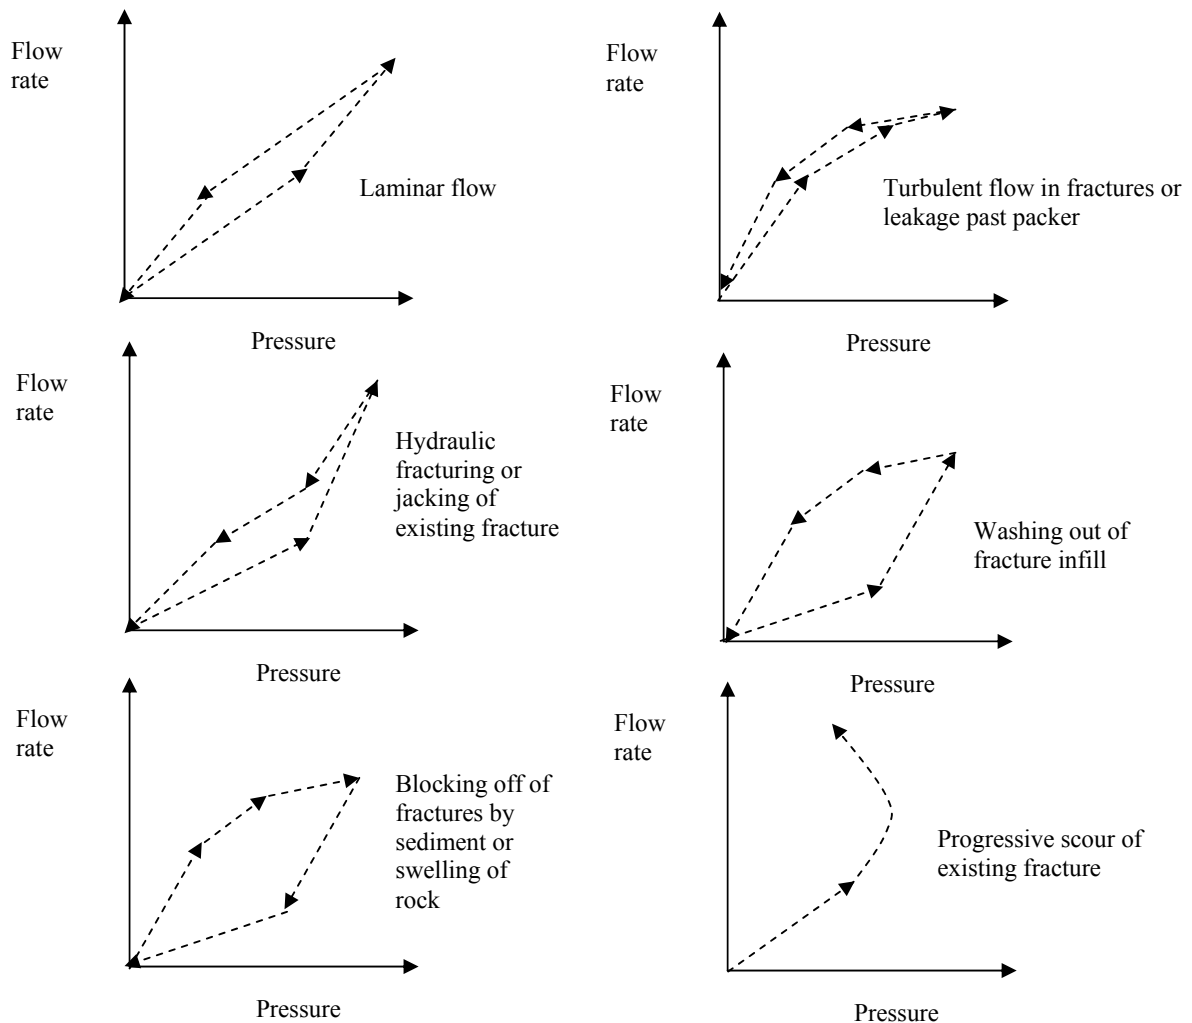 Flow
rate
Laminar flow
Pressure
Flow
rate
Turbulent flow in fractures or
leakage past packer
Pressure
Flow
rate
Hydraulic
fracturing or
jacking of
existing fracture
Pressure
Flow
rate
Washing out of
fracture infill
Pressure
Flow
rate
Blocking off of
fractures by
sediment or
swelling of
rock
Pressure
Flow
rate
Progressive scour of
existing fracture
Pressure